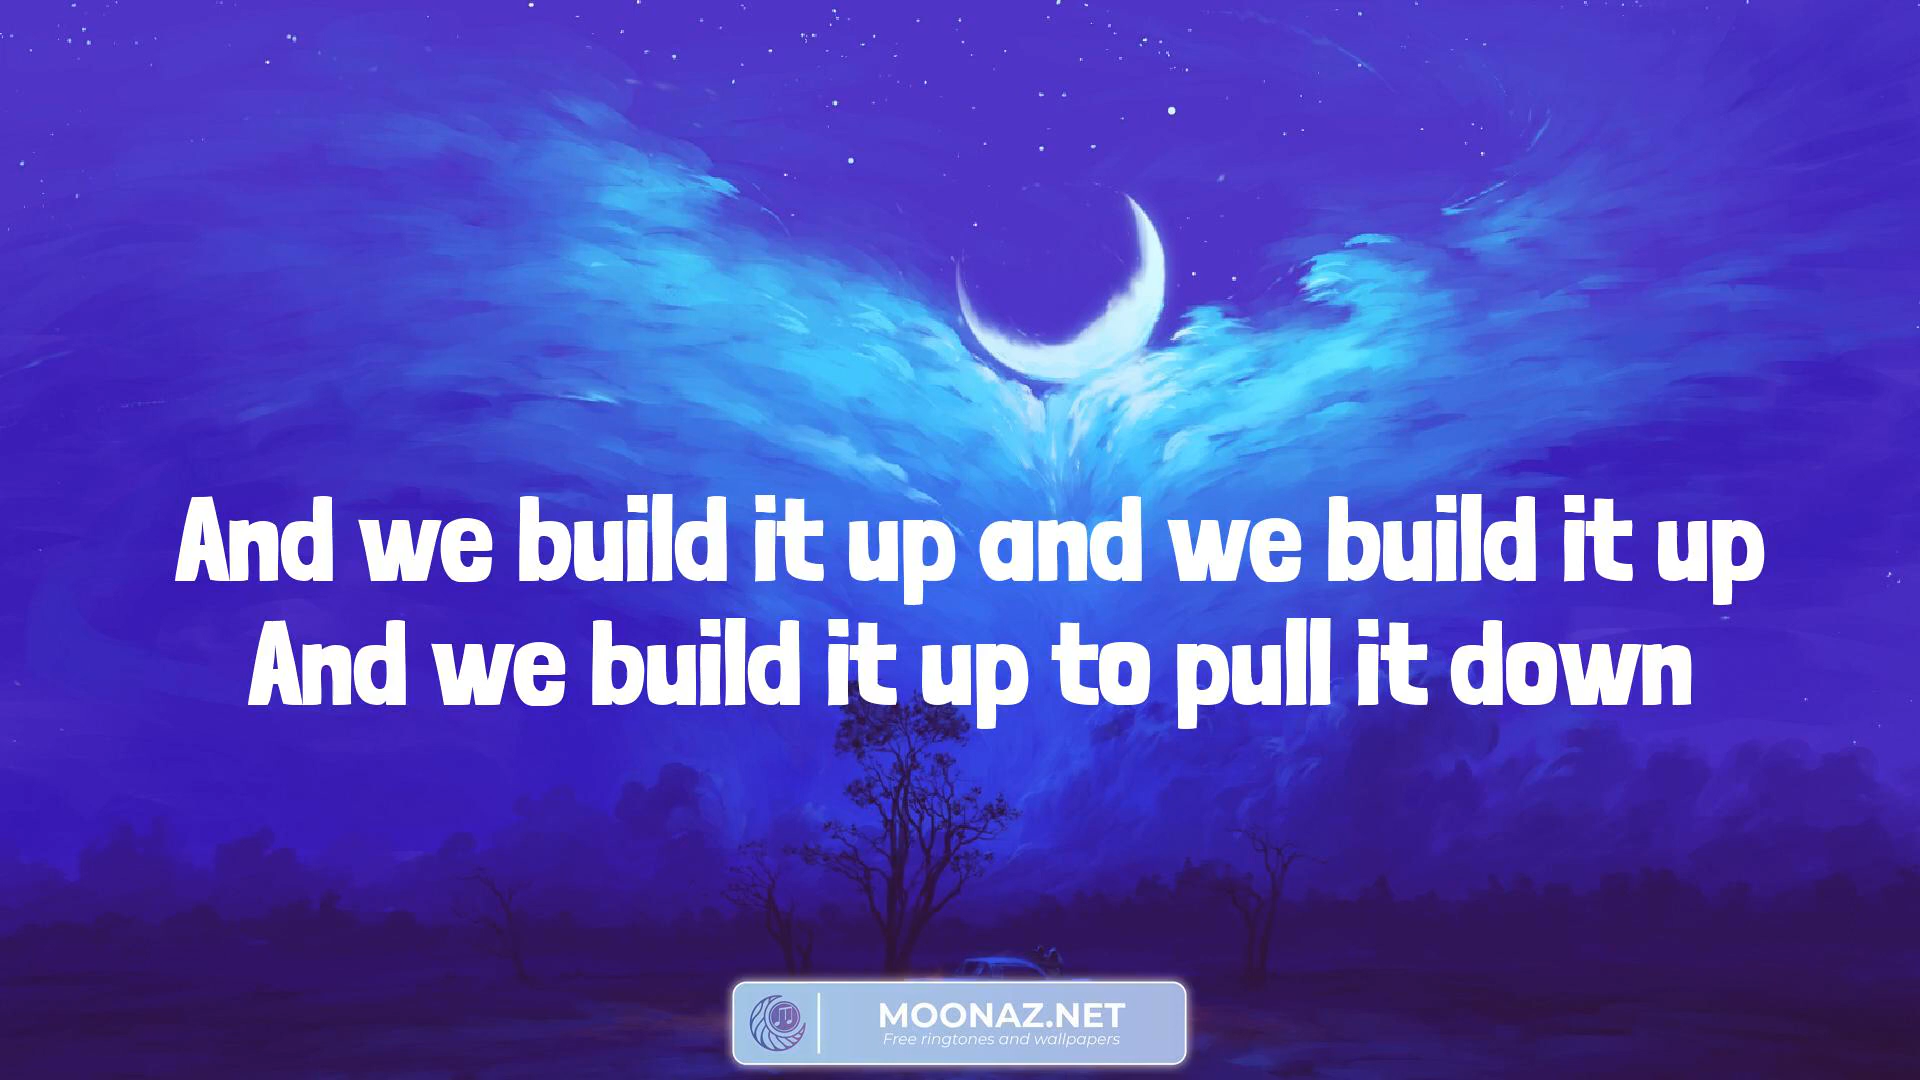 And we build it up and we build it up
And we build it up to pull it down
MOONAZ.NET
Free ringtones and wallpapers